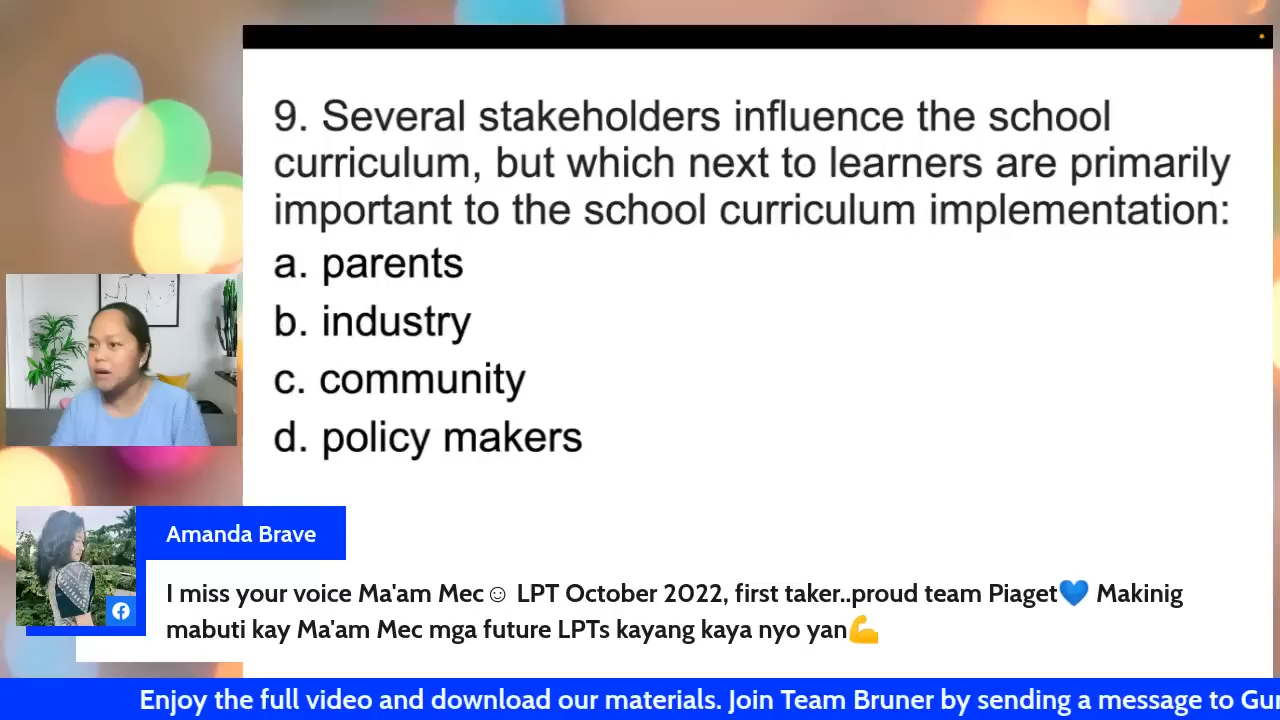 9. Several stakeholders influence the school
curriculum, but which next to learners are primarily
important to the school curriculum implementation:
a. parents
b. industry
c. community
d. policy makers
Amanda Brave
I miss your voice Ma'am Mec☺ LPT October 2022, first taker..proud team Piaget💙 Makinig
mabuti kay Ma'am Mec mga future LPTs kayang kaya nyo yan💪
Enjoy the full video and download our materials. Join Team Bruner by sending a message to